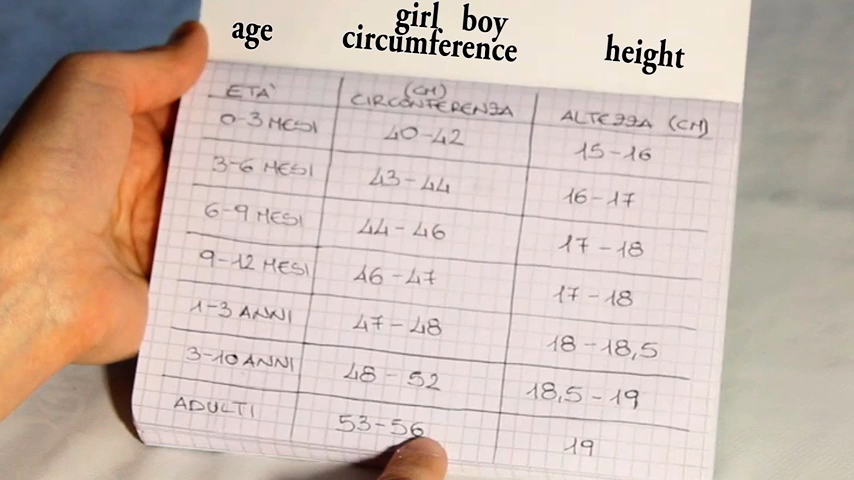 age girl boy circumference height
ETA' (CM) CIRCONFERENZA ALTEZZA (CM)
0-3 MESI 40-42 15-16
3-6 MESI 43-44 16-17
6-9 MESI 44-46 17-18
9-12 MESI 46-47 17-18
1-3 ANNI 47-48 18-18,5
3-10 ANNI 48-52 18,5-19
ADULTI 53-56 19